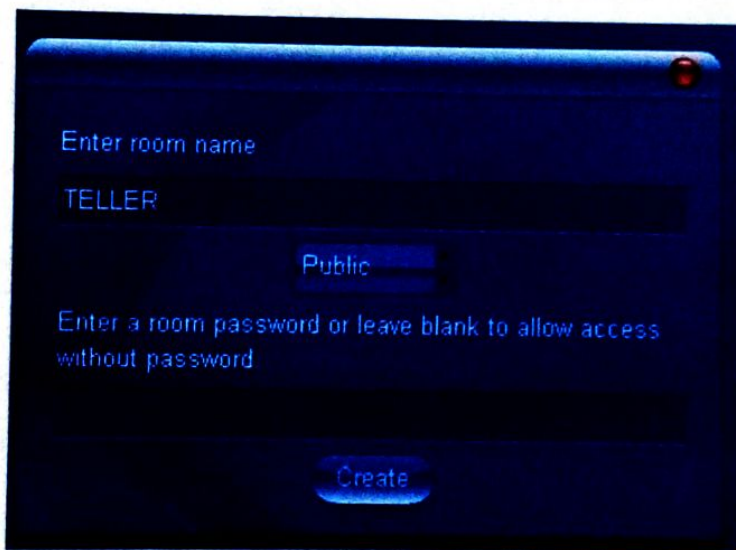 Enter room name
TELLER
Public
Enter a room password or leave blank to allow access
without password
Create